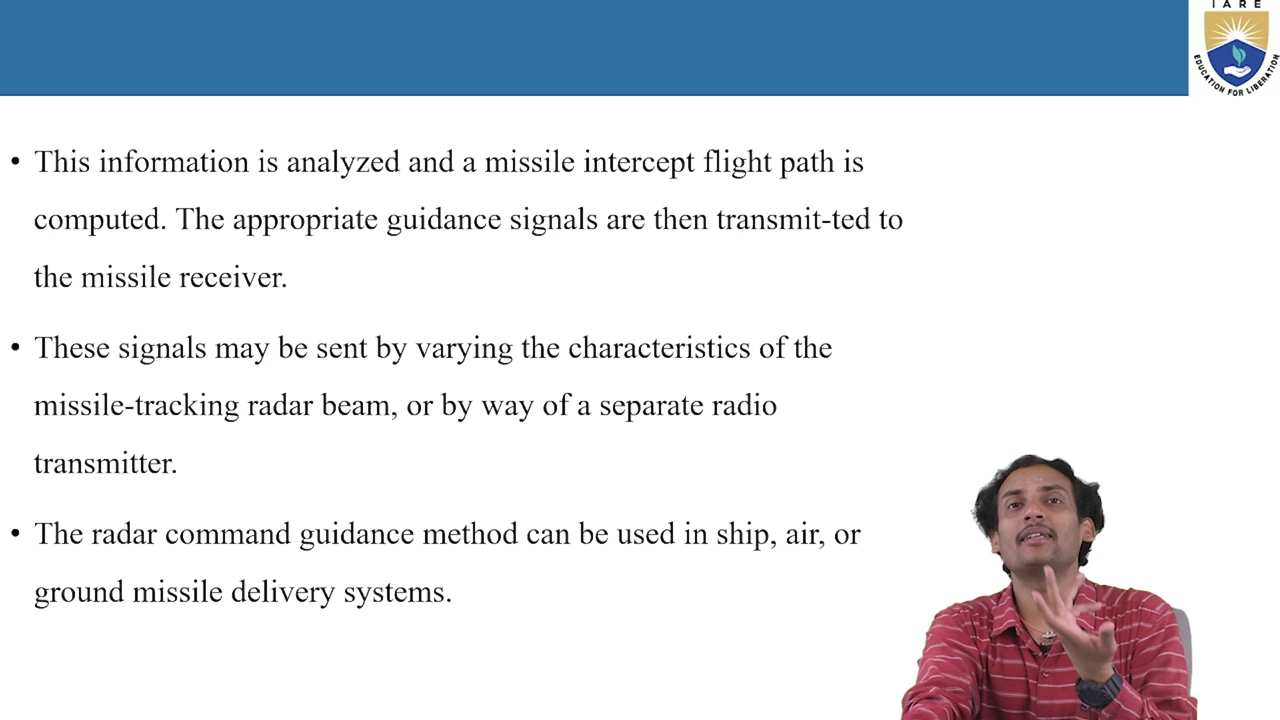 IARE
EDUCATION FOR LIBERATION
• This information is analyzed and a missile intercept flight path is
computed. The appropriate guidance signals are then transmit-ted to
the missile receiver.
• These signals may be sent by varying the characteristics of the
missile-tracking radar beam, or by way of a separate radio
transmitter.
• The radar command guidance method can be used in ship, air, or
ground missile delivery systems.